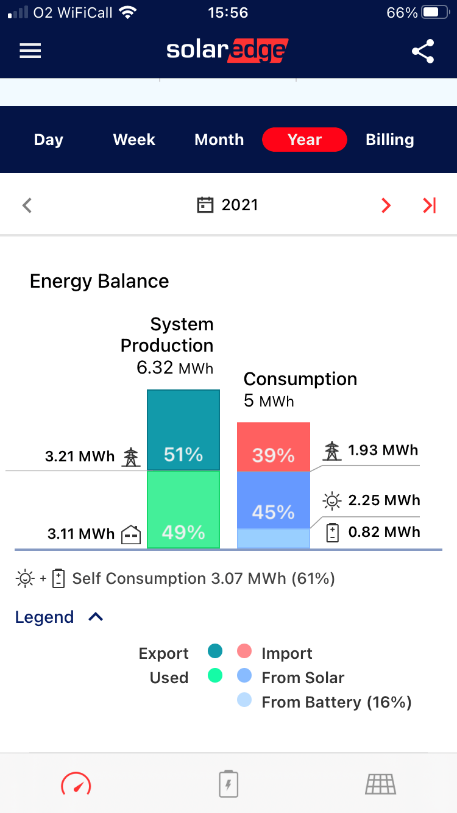 O2 WiFiCall 15:56 66%
solaredge
Day Week Month Year Billing
2021
Energy Balance
System
Production
6.32 MWh
Consumption
5 MWh
3.21 MWh 51% 39% 1.93 MWh
45% 2.25 MWh
3.11 MWh 49% 0.82 MWh
+ Self Consumption 3.07 MWh (61%)
Legend
Export Import
Used From Solar
From Battery (16%)